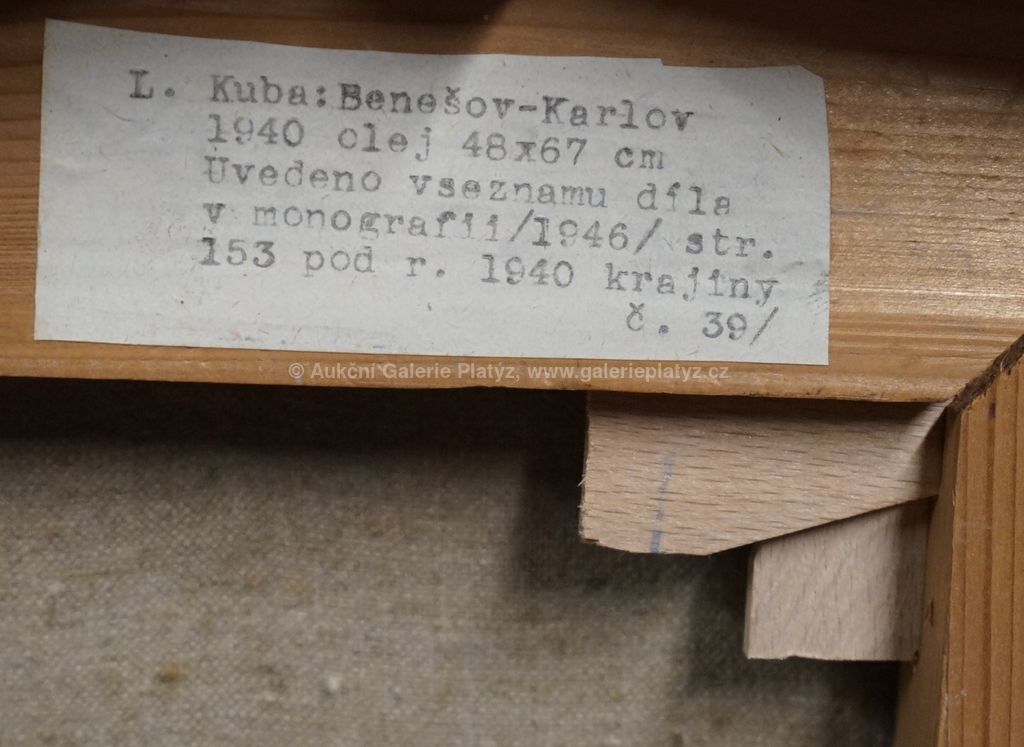 L. Kuba:Benešov-Karlov
1940 olej 48x67 cm
Uvedeno vseznamu díla
v monografii/1946/ str.
153 pod r. 1940 krajiny
č. 39/
© Aukční Galerie Platýz, www.galerieplatyz.cz